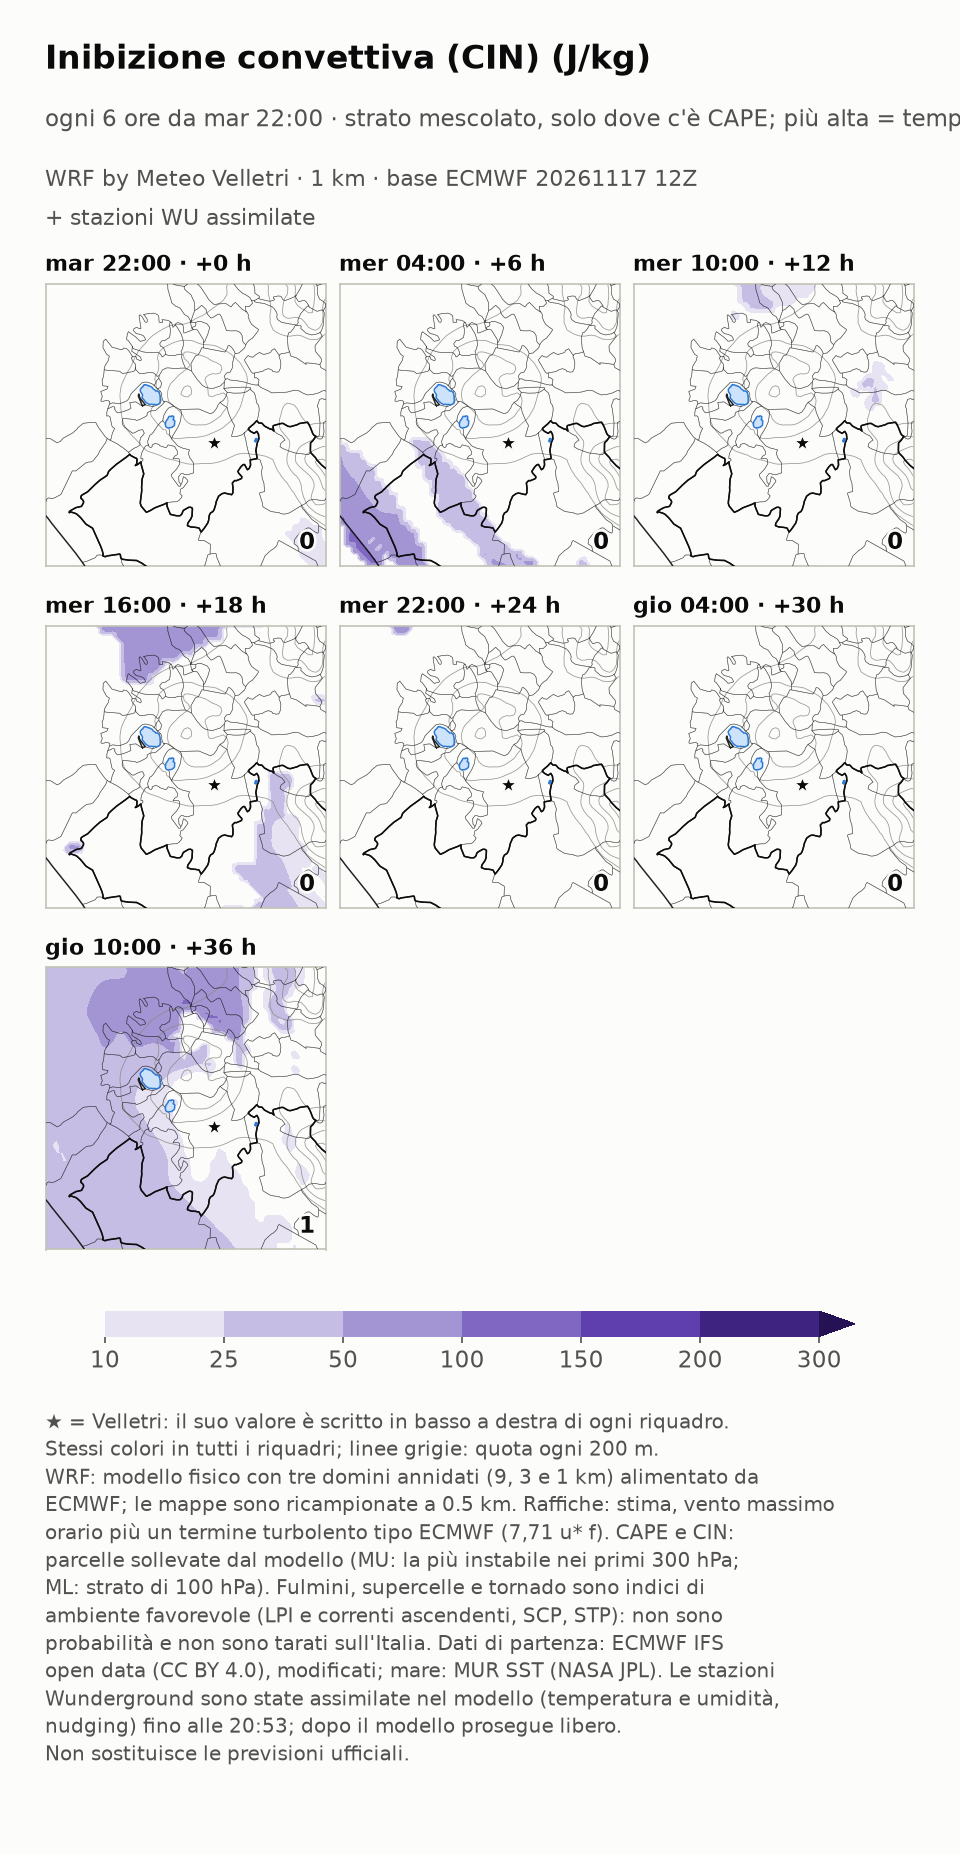 Inibizione convettiva (CIN) (J/kg)
ogni 6 ore da mar 22:00 · strato mescolato, solo dove c'è CAPE; più alta = temp
WRF by Meteo Velletri · 1 km · base ECMWF 20261117 12Z
+ stazioni WU assimilate
mar 22:00 · +0 h
mer 04:00 · +6 h
mer 10:00 · +12 h
0
0
0
mer 16:00 · +18 h
mer 22:00 · +24 h
gio 04:00 · +30 h
0
0
0
gio 10:00 · +36 h
1
10 25 50 100 150 200 300
★ = Velletri: il suo valore è scritto in basso a destra di ogni riquadro.
Stessi colori in tutti i riquadri; linee grigie: quota ogni 200 m.
WRF: modello fisico con tre domini annidati (9, 3 e 1 km) alimentato da
ECMWF; le mappe sono ricampionate a 0.5 km. Raffiche: stima, vento massimo
orario più un termine turbolento tipo ECMWF (7,71 u* f). CAPE e CIN:
parcelle sollevate dal modello (MU: la più instabile nei primi 300 hPa;
ML: strato di 100 hPa). Fulmini, supercelle e tornado sono indici di
ambiente favorevole (LPI e correnti ascendenti, SCP, STP): non sono
probabilità e non sono tarati sull'Italia. Dati di partenza: ECMWF IFS
open data (CC BY 4.0), modificati; mare: MUR SST (NASA JPL). Le stazioni
Wunderground sono state assimilate nel modello (temperatura e umidità,
nudging) fino alle 20:53; dopo il modello prosegue libero.
Non sostituisce le previsioni ufficiali.